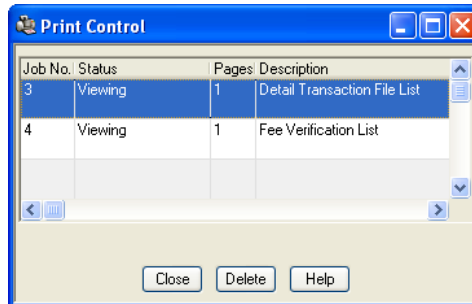 Print Control
Job No. Status Pages Description
3 Viewing 1 Detail Transaction File List
4 Viewing 1 Fee Verification List
Close Delete Help